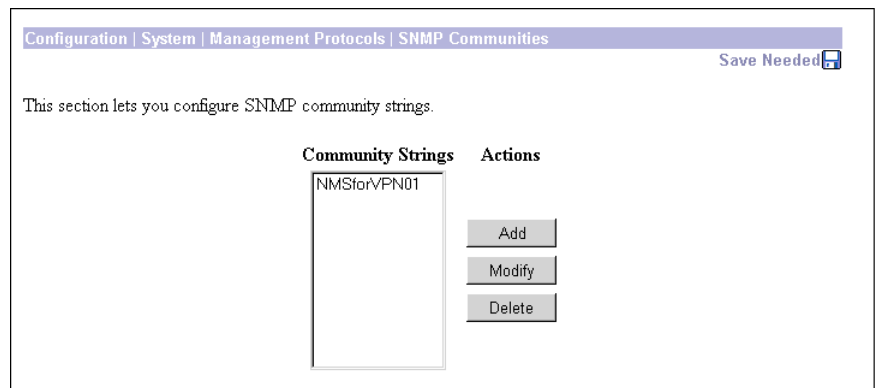 Configuration | System | Management Protocols | SNMP Communities
Save Needed
This section lets you configure SNMP community strings.
Community Strings Actions
NMSforVPN01
Add
Modify
Delete